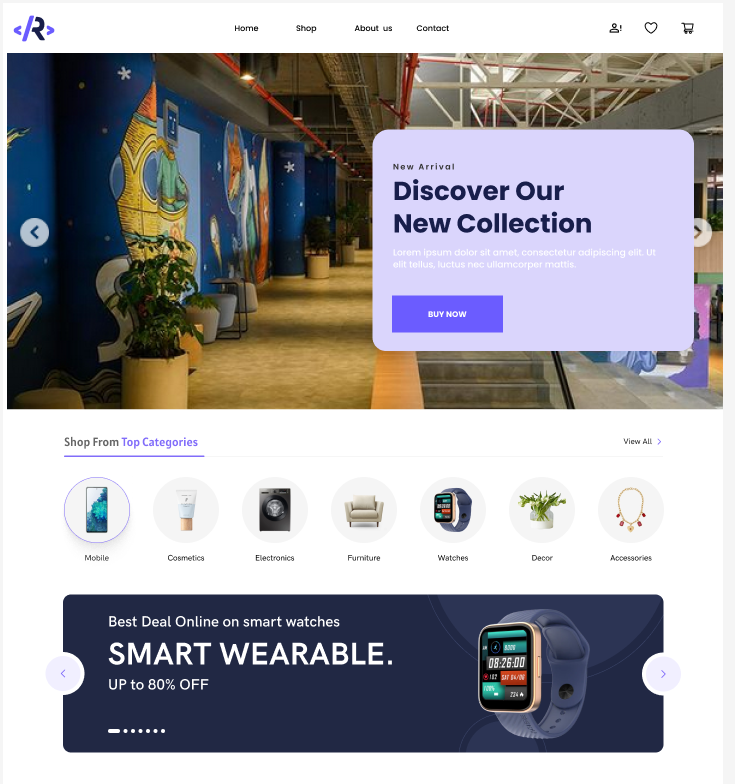 </R>
Home Shop About us Contact
New Arrival
Discover Our
New Collection
Lorem ipsum dolor sit amet, consectetur adipiscing elit. Ut
elit tellus, luctus nec ullamcorper mattis.
BUY NOW
Shop From Top Categories
View All
Mobile Cosmetics Electronics Furniture Watches Decor Accessories
Best Deal Online on smart watches
SMART WEARABLE.
UP to 80% OFF
08:26:00